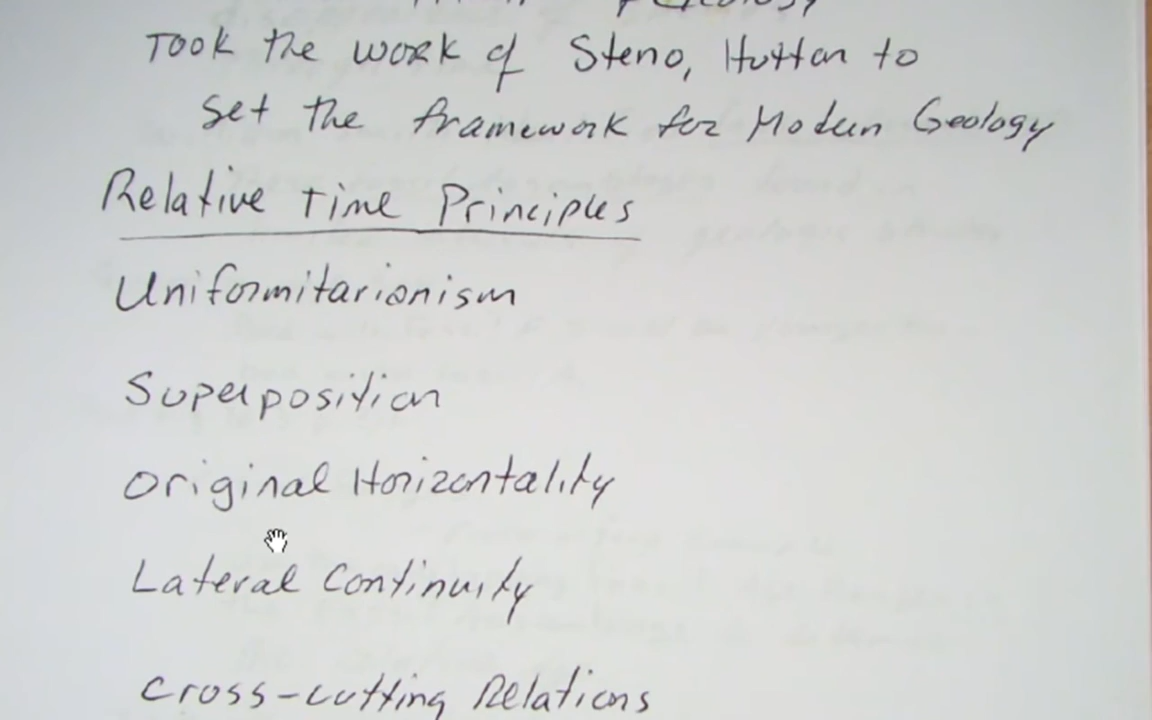 Took the work of Steno, Hutton to
set the framework for Modern Geology
Relative Time Principles
Uniformitarionism
Superposition
Original Horizontality
Lateral Continuity
Cross-cutting Relations